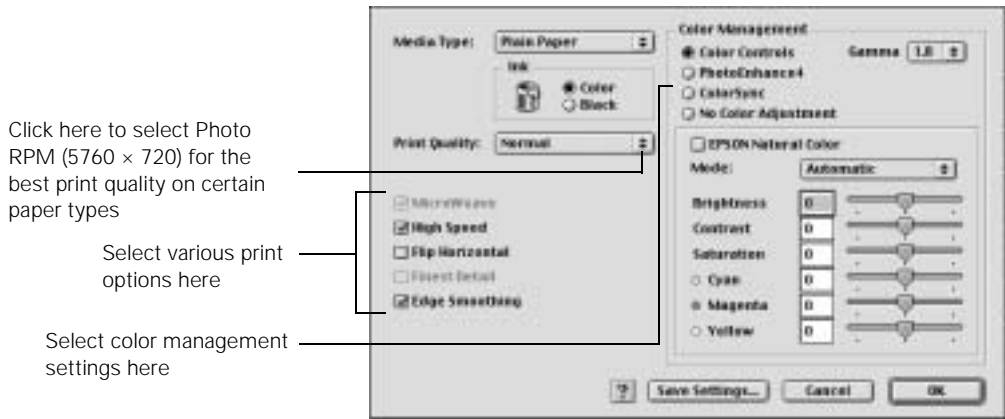 Click here to select Photo
RPM (5760 × 720) for the
best print quality on certain
paper types
Select various print
options here
Select color management
settings here
Media Type:
Plain Paper
Ink
Color
Black
Print Quality:
Normal
MicroWeave
High Speed
Flip Horizontal
Finest Detail
Edge Smoothing
Color Management
Color Controls
Gamma
1.8
PhotoEnhance4
ColorSync
No Color Adjustment
EPSON Natural Color
Mode:
Automatic
Brightness
0
Contrast
0
Saturation
0
Cyan
0
Magenta
0
Yellow
0
?
Save Settings...
Cancel
OK